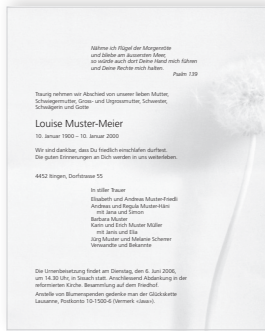 Nähme ich Flügel der Morgenröte
und bliebe am äussersten Meer,
so würde auch dort Deine Hand mich führen
und Deine Rechte mich halten.
Psalm 139
Traurig nehmen wir Abschied von unserer lieben Mutter,
Schwiegermutter, Gross- und Urgrossmutter, Schwester,
Schwägerin und Gotte
Louise Muster-Meier
10. Januar 1900 – 10. Januar 2000
Wir sind dankbar, dass Du friedlich einschlafen durftest.
Die guten Erinnerungen an Dich werden in uns weiterleben.
4452 Itingen, Dorfstrasse 55
In stiller Trauer
Elisabeth und Andreas Muster-Friedli
Andreas und Regula Muster-Häni
mit Jana und Simon
Barbara Muster
Karin und Erich Muster Müller
mit Janis und Elia
Jürg Muster und Melanie Scherrer
Verwandte und Bekannte
Die Urnenbeisetzung findet am Dienstag, den 6. Juni 2006,
um 14.30 Uhr, in Sissach statt. Anschliessend Abdankung in der
reformierten Kirche. Besammlung auf dem Friedhof.
Anstelle von Blumenspenden gedenke man der Glückskette
Lausanne, Postkonto 10-1500-6 (Vermerk «Java»).